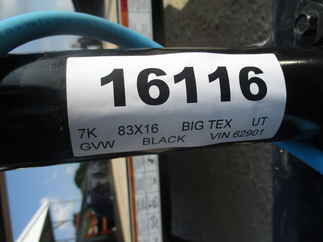 16116
7K 83X16 BIG TEX UT
GVW BLACK VIN 62901